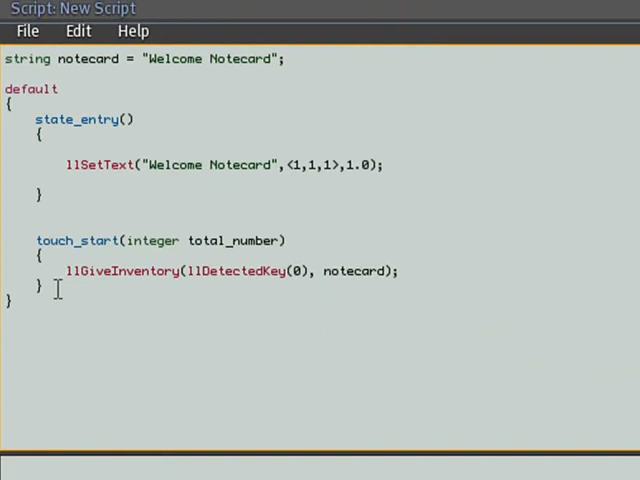 Script: New Script
File Edit Help
string notecard = "Welcome Notecard";
default
{
state_entry()
{
llSetText("Welcome Notecard",<1,1,1>,1.0);
}
touch_start(integer total_number)
{
llGiveInventory(llDetectedKey(0), notecard);
}
}